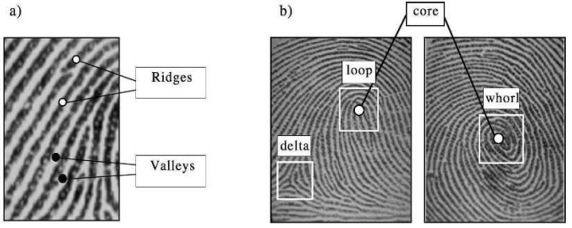 a)
Ridges
Valleys
b)
core
loop
whorl
delta